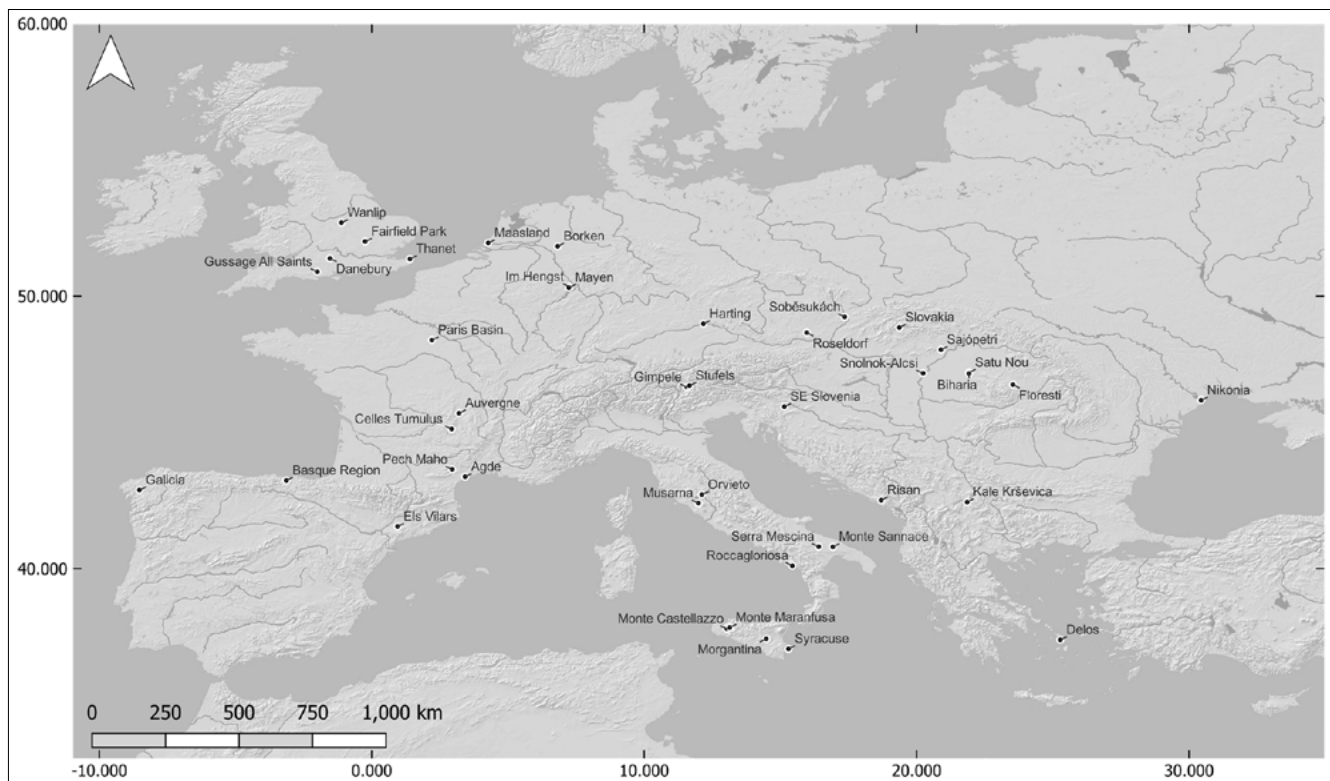 60.000
Wanlip
Fairfield Park
Thanet
Gussage All Saints
Danebury
Maasland
Borken
50.000
Im Hengst
Mayen
Harting
Soběsukách
Slovakia
Paris Basin
Roseldorf
Sajópetri
Snolnok-Alcsi
Satu Nou
Gimpele
Stufels
Biharia
Floresti
Nikonia
Auvergne
SE Slovenia
Celles Tumulus
Pech Maho
Agde
Basque Region
Galicia
Orvieto
Musarna
Risan
Kale Krševica
Els Vilars
Serra Mescina
Monte Sannace
Roccagloriosa
40.000
Monte Castellazzo
Monte Maranfusa
Delos
Morgantina
Syracuse
0 250 500 750 1,000 km
-10.000 0.000 10.000 20.000 30.000